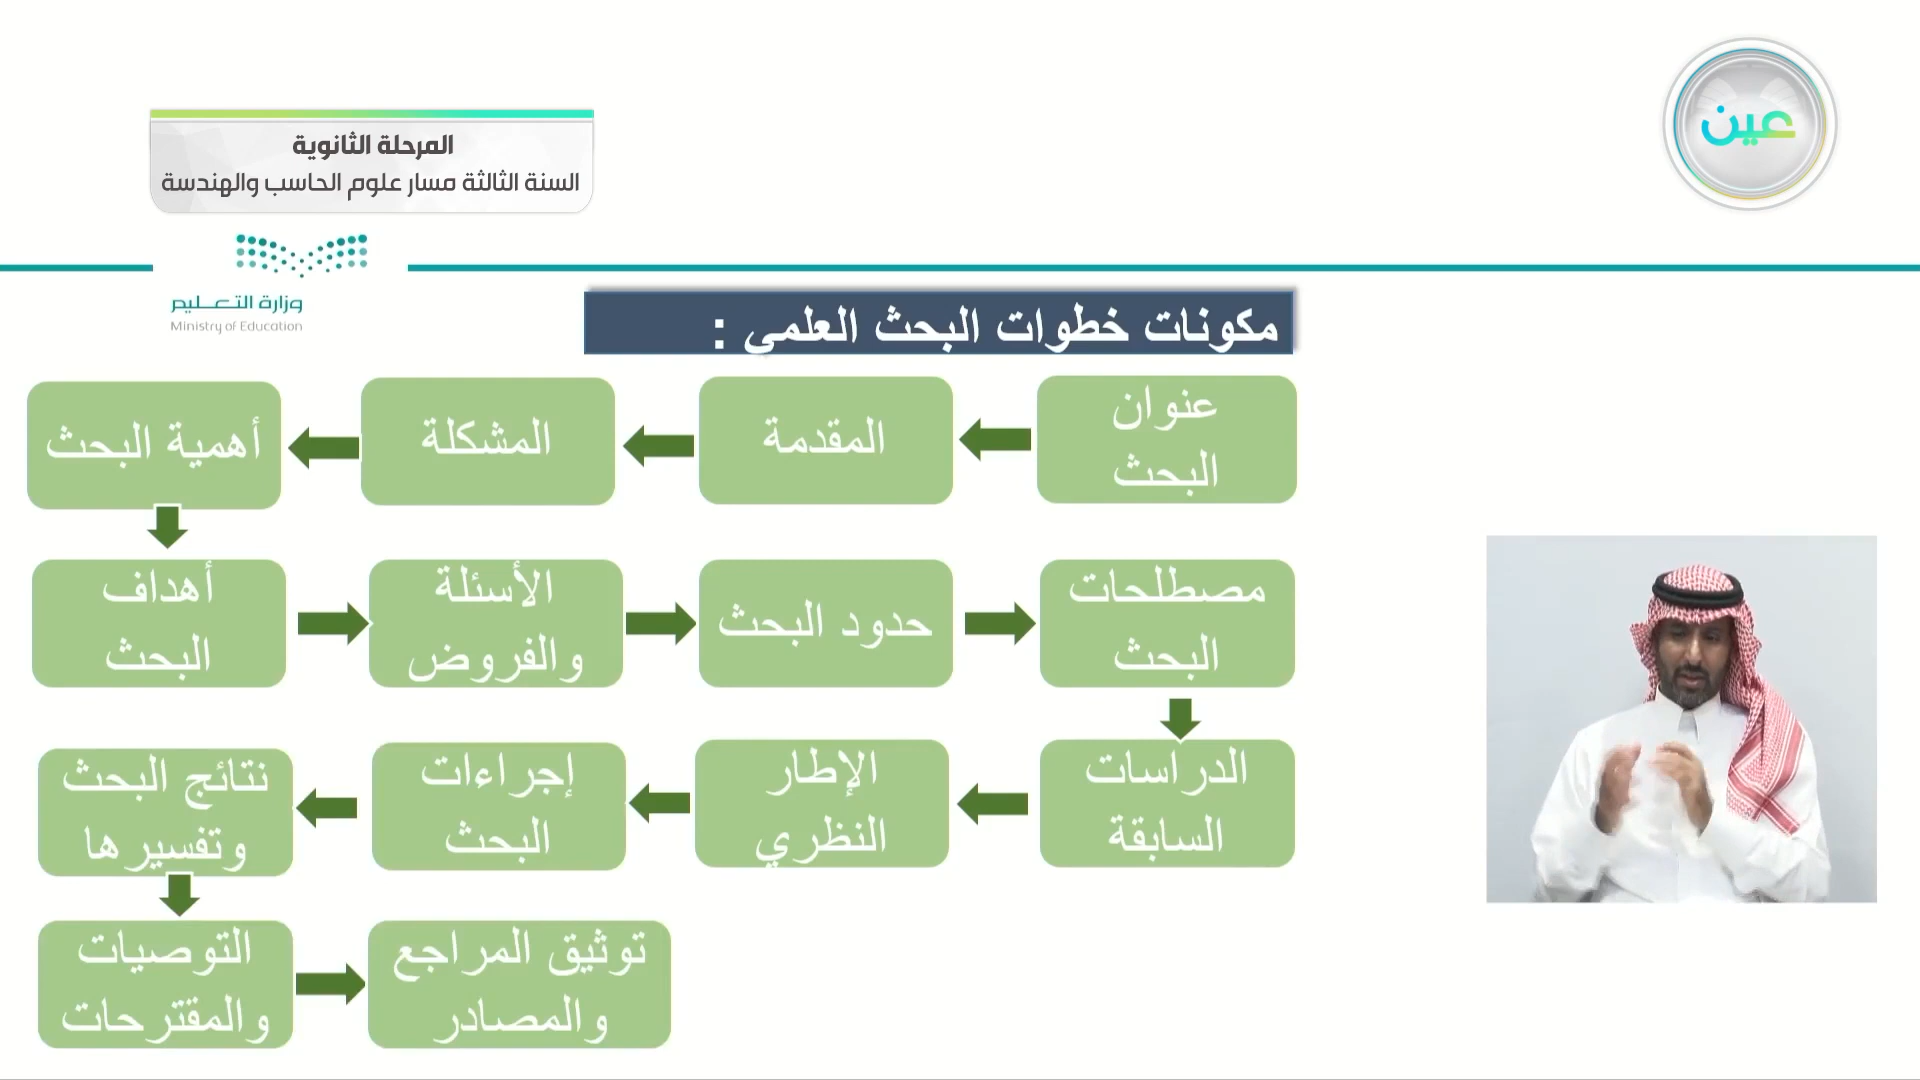 عين
المرحلة الثانوية
السنة الثالثة مسار علوم الحاسب والهندسة
وزارة التعليم
Ministry of Education
مكونات خطوات البحث العلمي :
عنوان
البحث
المقدمة
المشكلة
أهمية البحث
أهداف
البحث
الأسئلة
والفروض
حدود البحث
مصطلحات
البحث
الدراسات
السابقة
الإطار
النظري
إجراءات
البحث
نتائج البحث
وتفسيرها
التوصيات
والمقترحات
توثيق المراجع
والمصادر